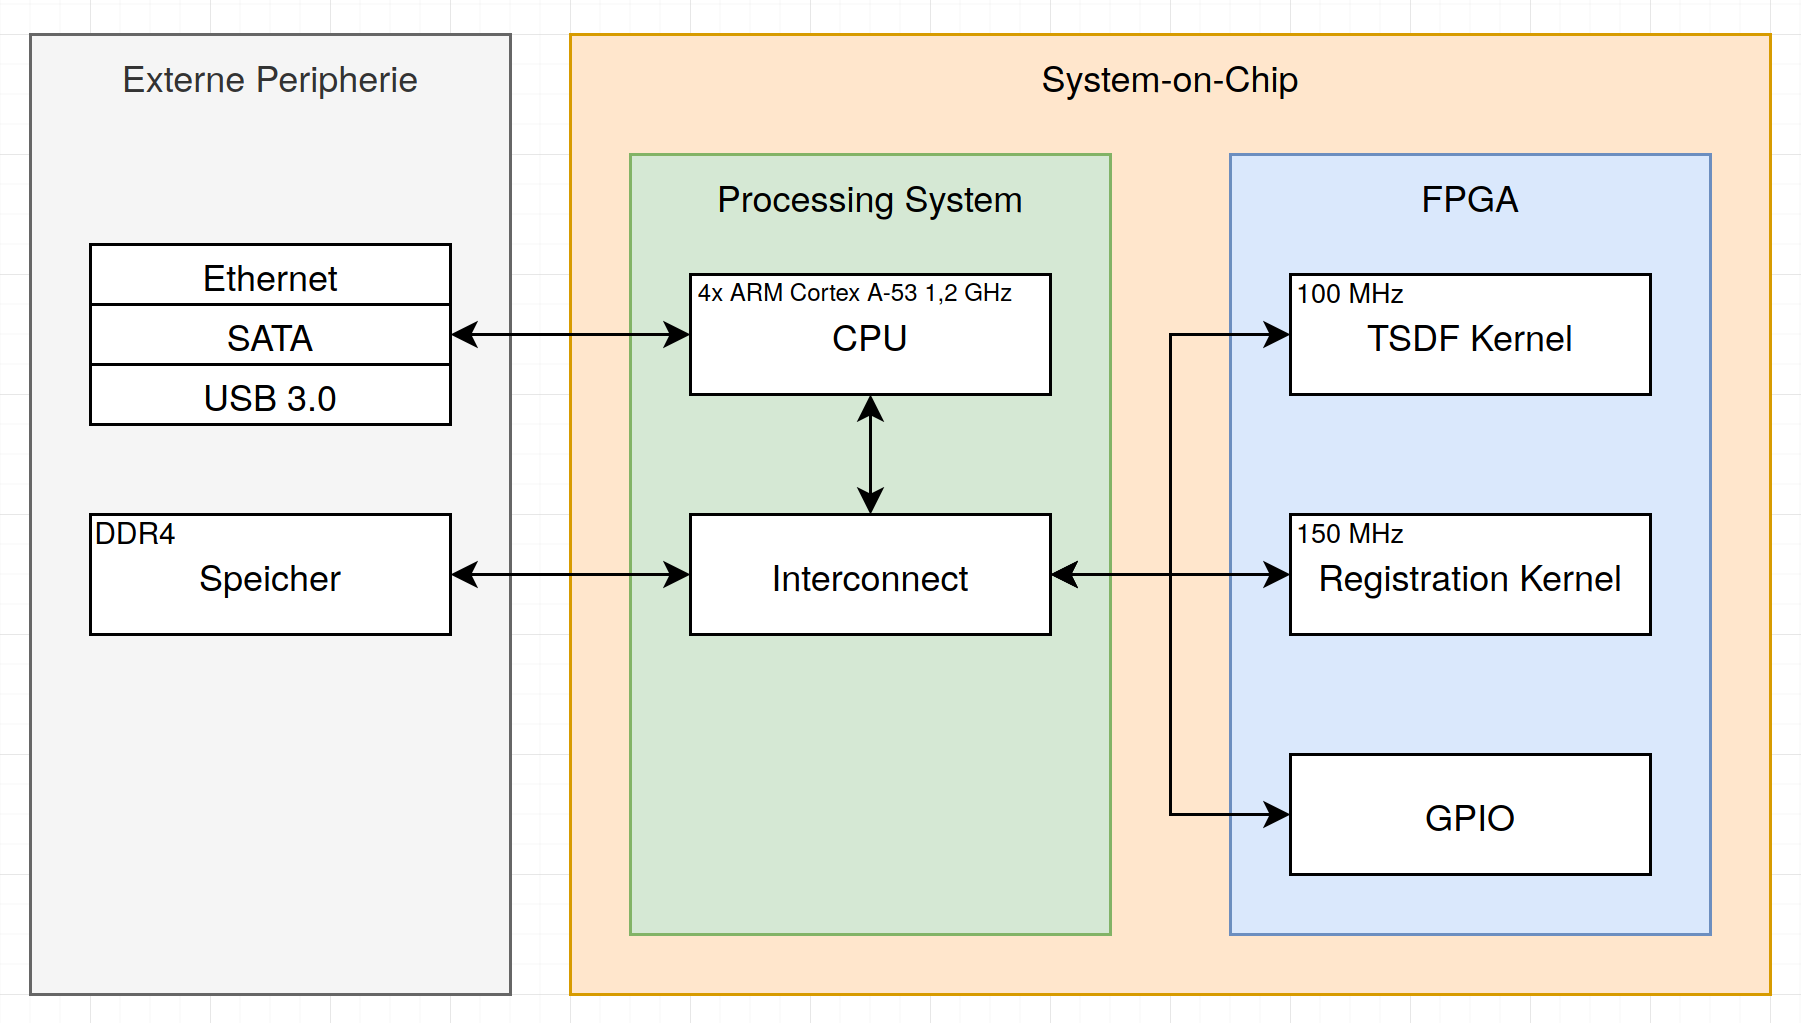 Externe Peripherie
Ethernet
SATA
USB 3.0
DDR4
Speicher
System-on-Chip
Processing System
4x ARM Cortex A-53 1,2 GHz
CPU
Interconnect
FPGA
100 MHz
TSDF Kernel
150 MHz
Registration Kernel
GPIO